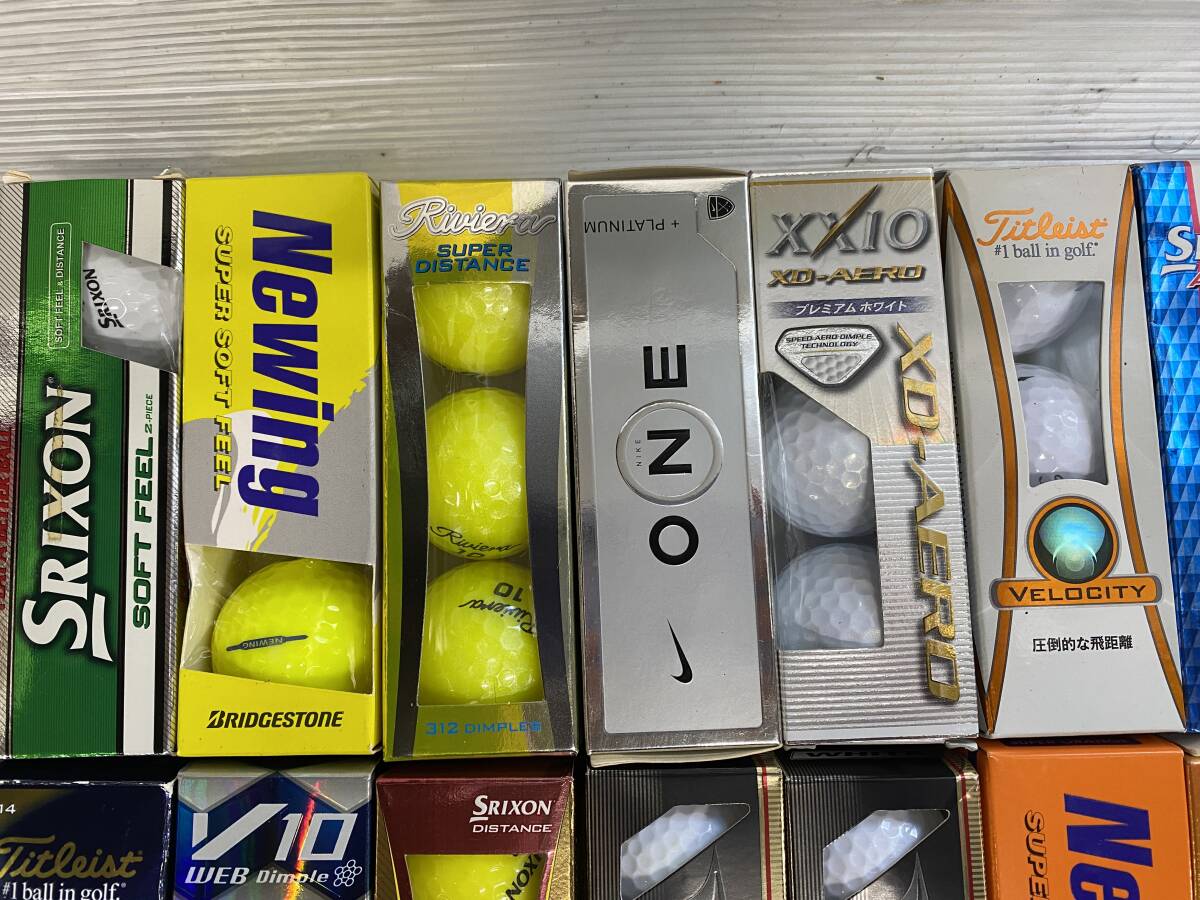 SOFT FEEL & DISTANCE
SRIXON
SRIXON
SOFT FEEL 2-PIECE
Newing
SUPER SOFT FEEL
NEWING
BRIDGESTONE
Riviera
SUPER
DISTANCE
Riviera
10
Riviera
10
312 DIMPLES
+ PLATINUM
ONE
NIKE
XXIO
XD-AERO
プレミアム ホワイト
SPEED AERO DIMPLE
TECHNOLOGY
XD-AERO
Titleist
#1 ball in golf.
VELOCITY
圧倒的な飛距離
14
Titleist
#1 ball in golf.
V10
WEB Dimple
SRIXON
DISTANCE